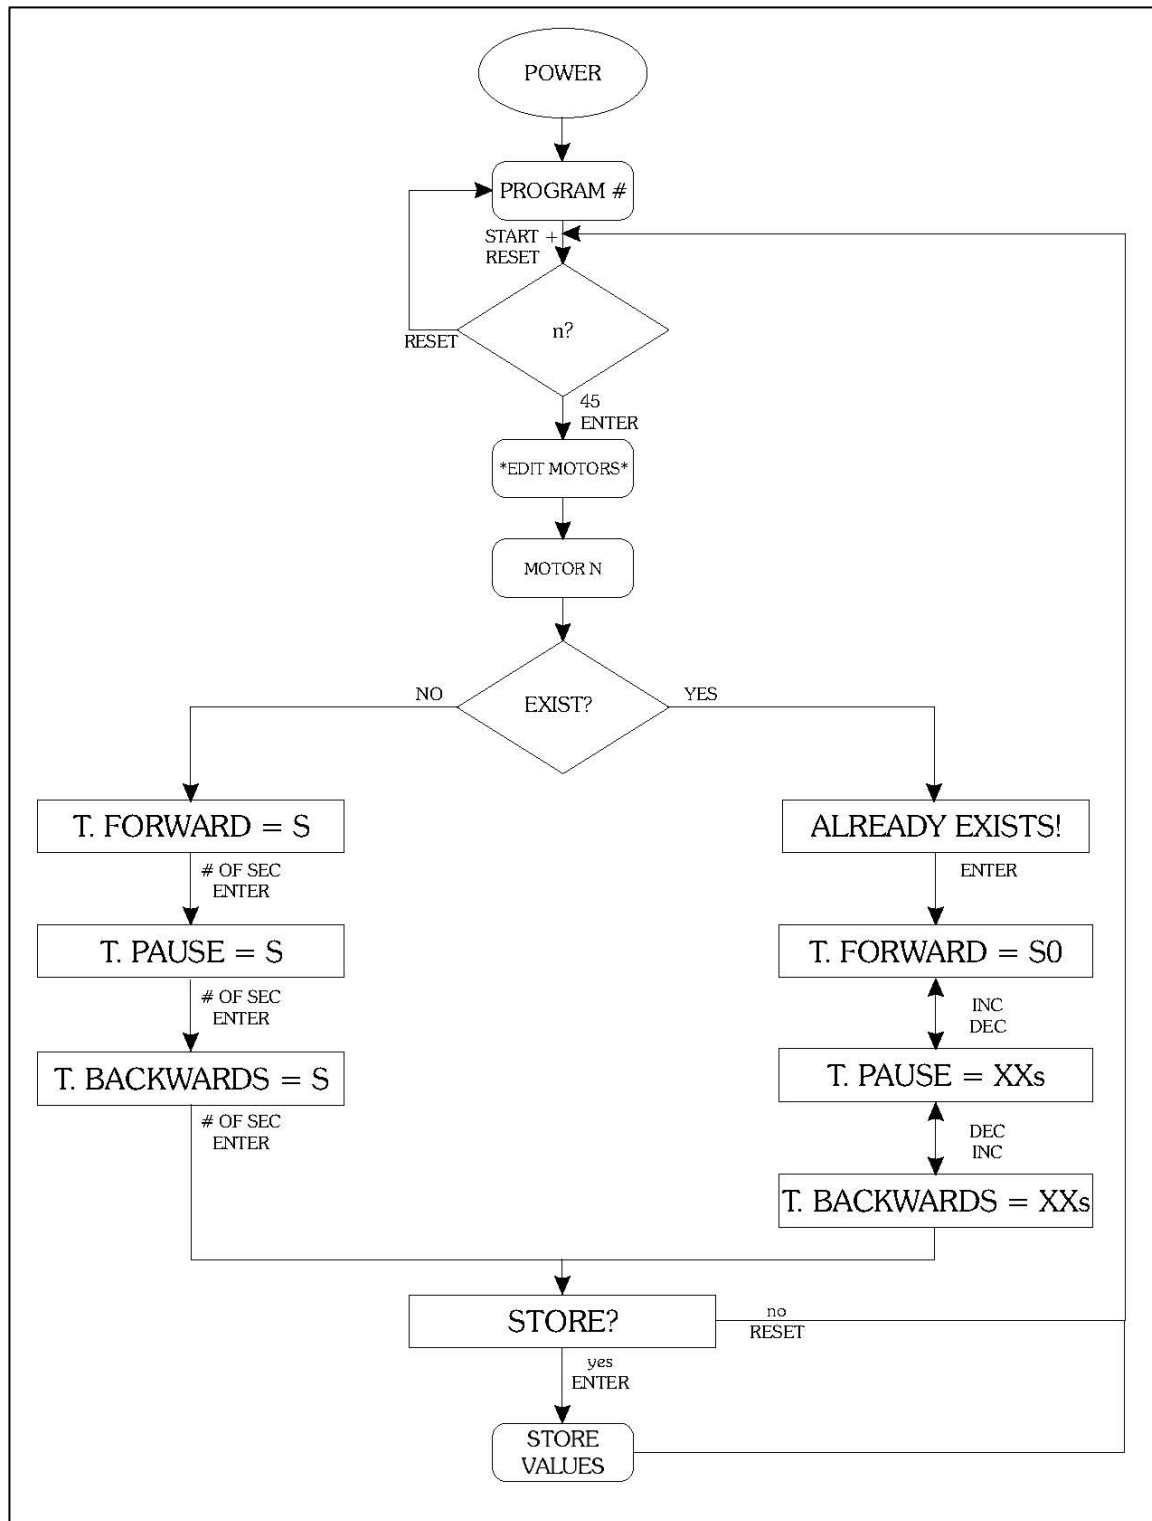 POWER
PROGRAM #
START +
RESET
n?
RESET
45
ENTER
*EDIT MOTORS*
MOTOR N
EXIST?
NO
YES
T. FORWARD = S
ALREADY EXISTS!
# OF SEC
ENTER
ENTER
T. PAUSE = S
T. FORWARD = S0
# OF SEC
ENTER
INC
DEC
T. BACKWARDS = S
T. PAUSE = XXs
# OF SEC
ENTER
DEC
INC
T. BACKWARDS = XXs
STORE?
no
RESET
yes
ENTER
STORE
VALUES